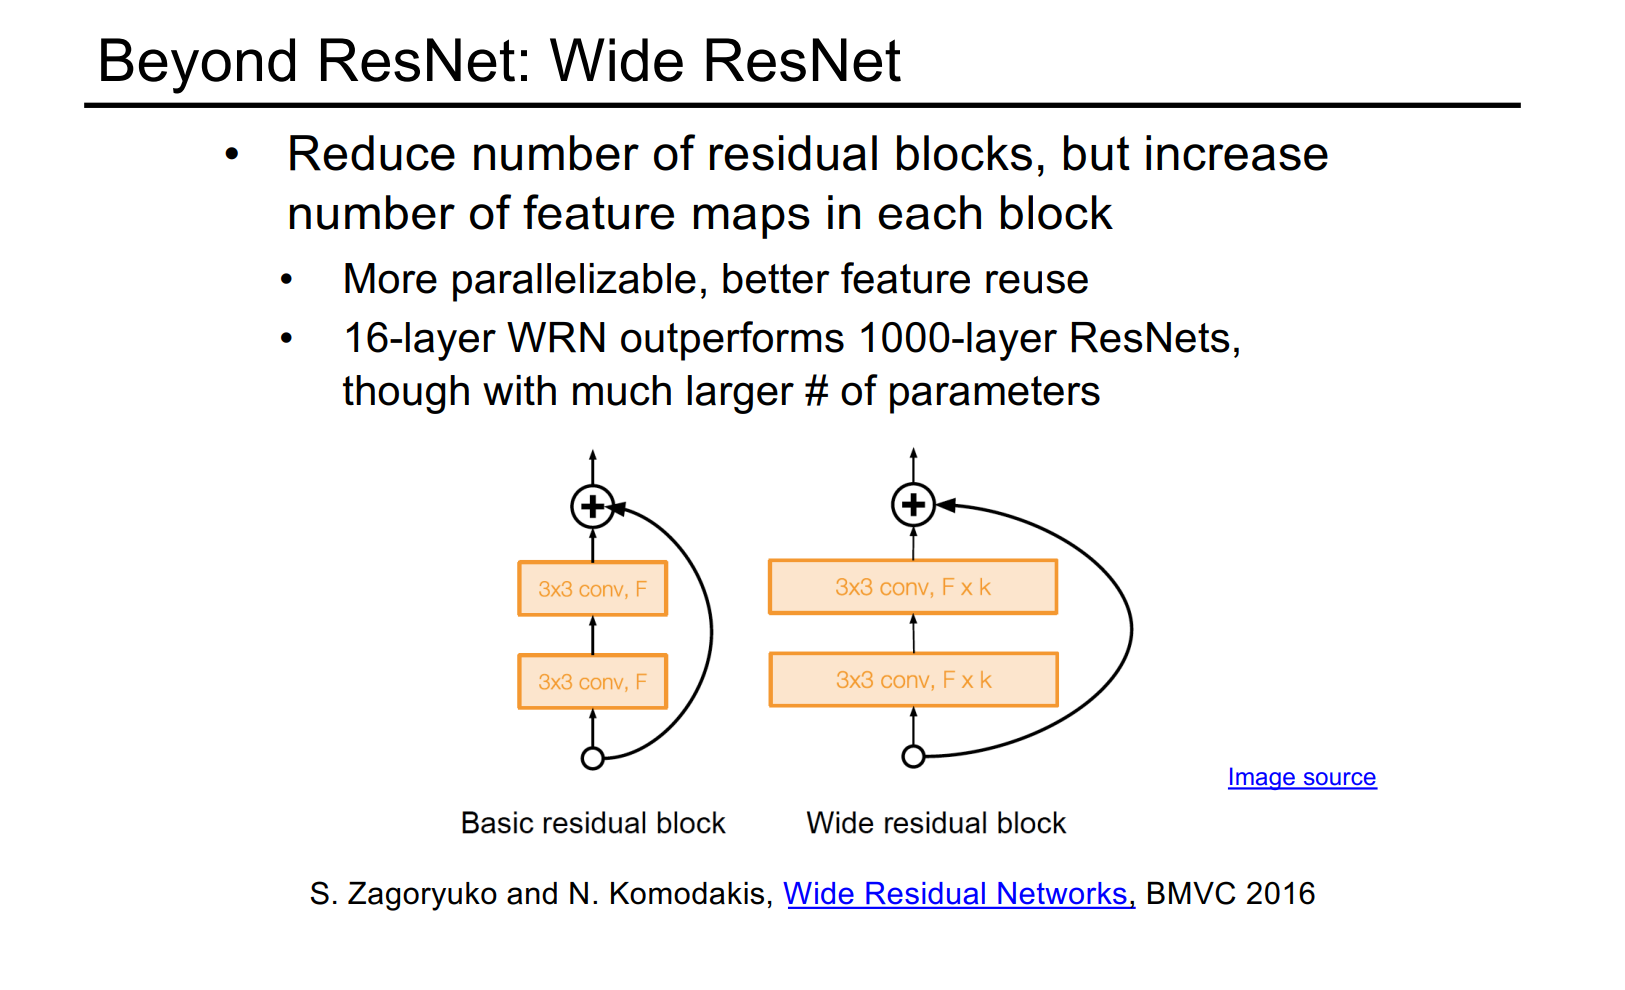 Beyond ResNet: Wide ResNet
• Reduce number of residual blocks, but increase
number of feature maps in each block
• More parallelizable, better feature reuse
• 16-layer WRN outperforms 1000-layer ResNets,
though with much larger # of parameters
3x3 conv, F
3x3 conv, F
3x3 conv, F x k
3x3 conv, F x k
Image source
Basic residual block
Wide residual block
S. Zagoryuko and N. Komodakis, Wide Residual Networks, BMVC 2016